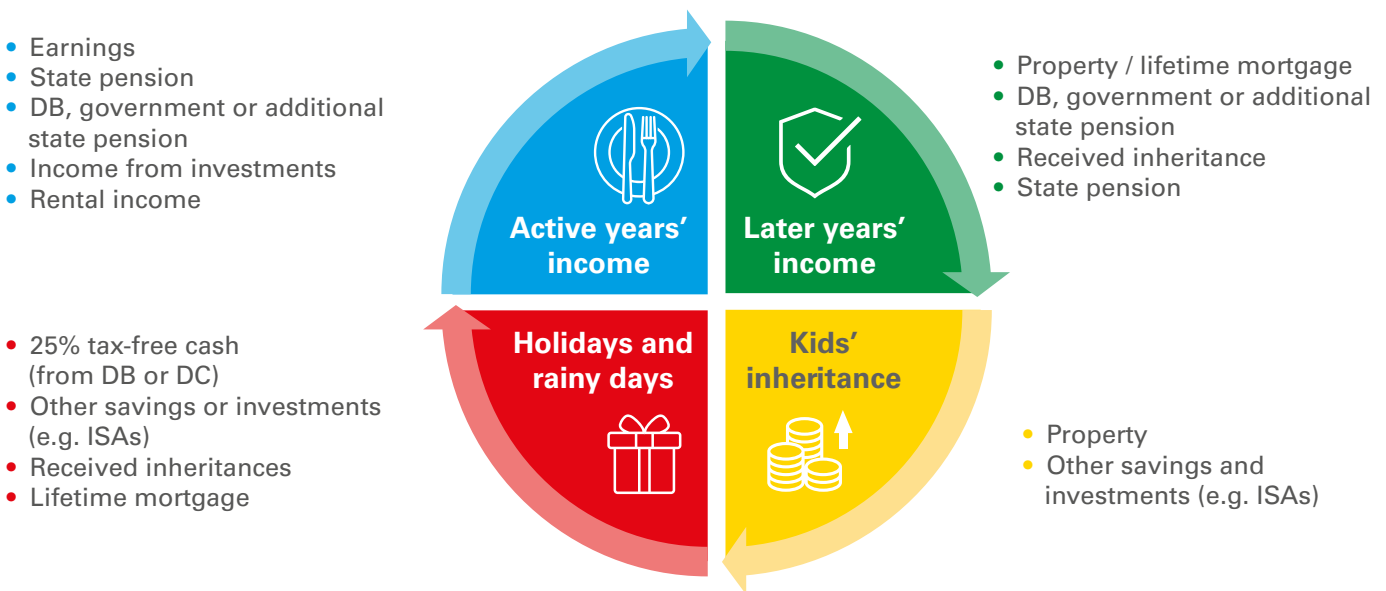 • Earnings
• State pension
• DB, government or additional
state pension
• Income from investments
• Rental income
Active years’
income
Later years’
income
• Property / lifetime mortgage
• DB, government or additional
state pension
• Received inheritance
• State pension
• 25% tax-free cash
(from DB or DC)
• Other savings or investments
(e.g. ISAs)
• Received inheritances
• Lifetime mortgage
Holidays and
rainy days
Kids’
inheritance
• Property
• Other savings and
investments (e.g. ISAs)